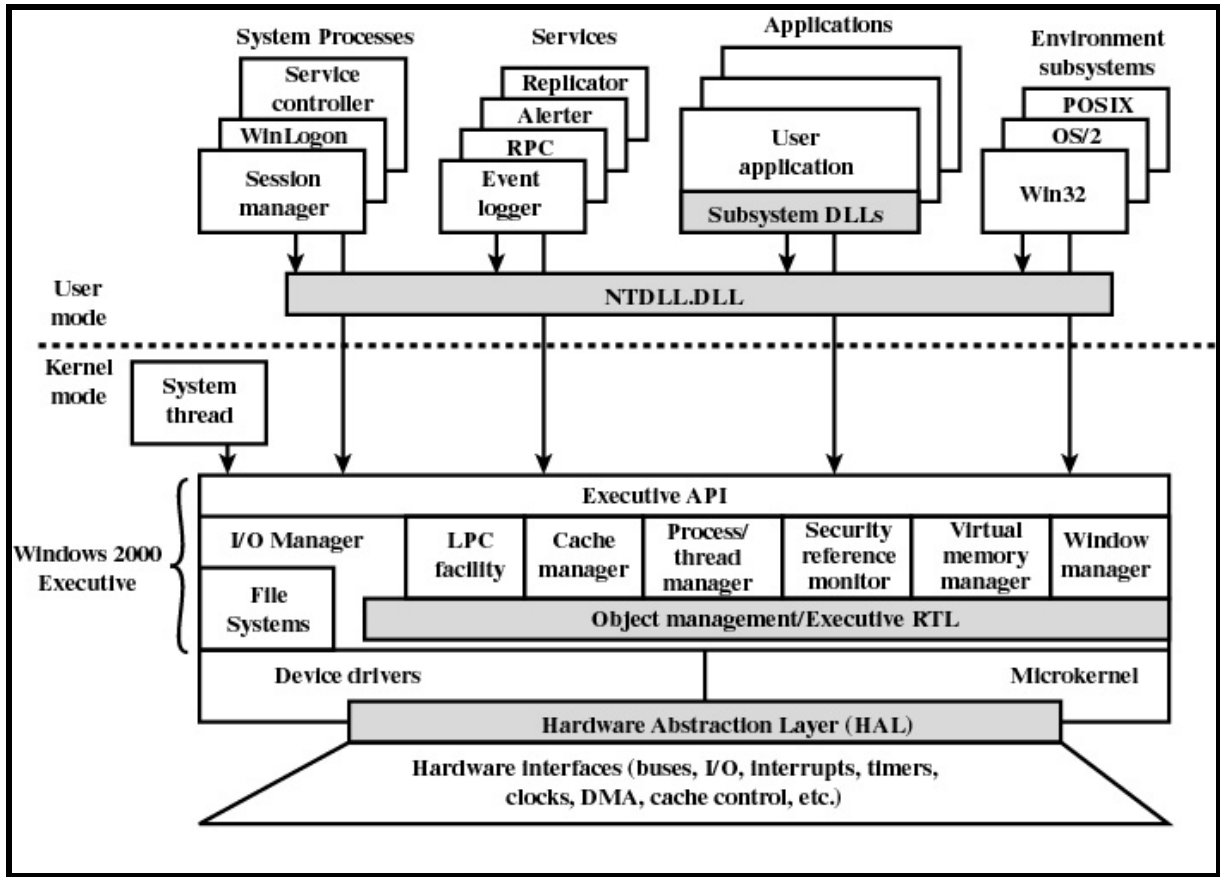 System Processes
Service
controller
WinLogon
Session
manager
Services
Replicator
Alerter
RPC
Event
logger
Applications
User
application
Subsystem DLLs
Environment
subsystems
POSIX
OS/2
Win32
NTDLL.DLL
User
mode
Kernel
mode
System
thread
Windows 2000
Executive
Executive API
I/O Manager
File
Systems
LPC
facility
Cache
manager
Process/
thread manager
Security
reference
monitor
Virtual
memory
manager
Window
manager
Object management/Executive RTL
Device drivers
Microkernel
Hardware Abstraction Layer (HAL)
Hardware interfaces (buses, I/O, interrupts, timers,
clocks, DMA, cache control, etc.)